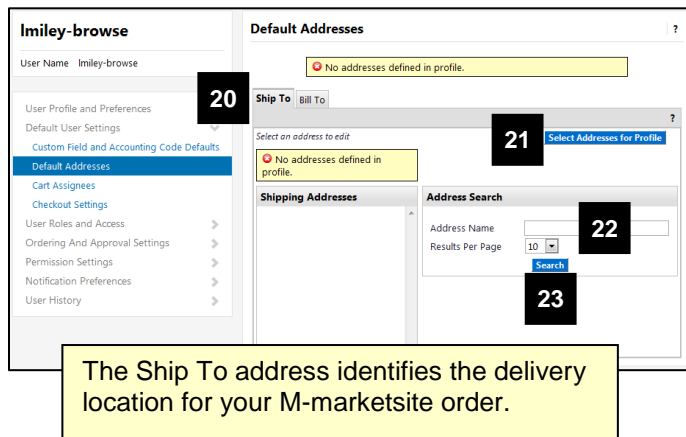 lmiley-browse
User Name lmiley-browse
User Profile and Preferences
Default User Settings
Custom Field and Accounting Code Defaults
Default Addresses
Cart Assignees
Checkout Settings
User Roles and Access
Ordering And Approval Settings
Permission Settings
Notification Preferences
User History
Default Addresses ?
No addresses defined in profile.
20
Ship To Bill To
?
Select an address to edit
21
Select Addresses for Profile
No addresses defined in
profile.
Shipping Addresses
Address Search
Address Name
22
Results Per Page 10
Search
23
The Ship To address identifies the delivery
location for your M-marketsite order.